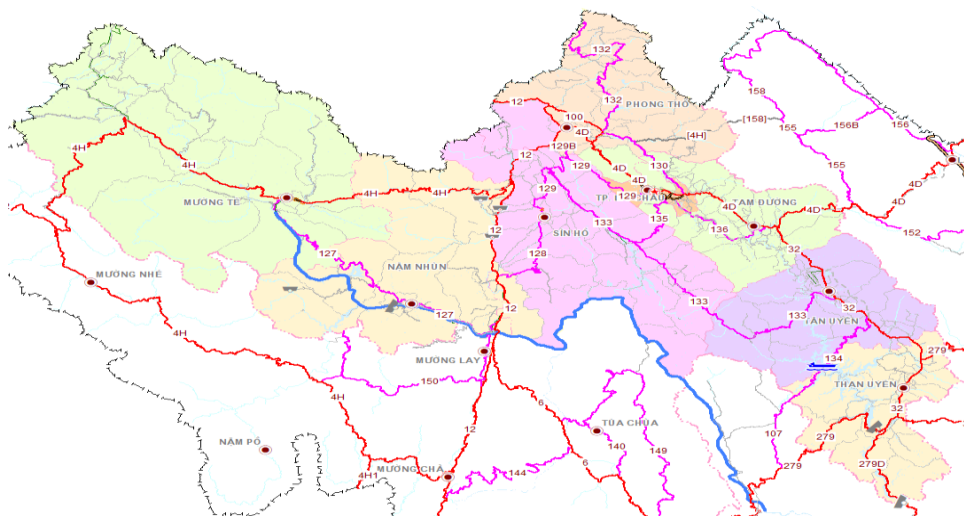 132
158
12
132
PHONG THỔ
156
100
[158]
155
156B
4D
[4H]
4H
129B
12
4H
129
4D
130
155
4D
4H
4H
129
129
4D
MƯỜNG TÈ
135
4D
TAM ĐƯỜNG
12
SÌN HỒ
133
136
152
32
127
NẬM NHÙN
128
MƯỜNG NHÉ
133
32
127
12
133
TÂN UYÊN
4H
MƯỜNG LAY
134
279
150
THAN UYÊN
4H
6
32
12
TỦA CHÙA
107
279
NẬM PỒ
140
149
6
4H1
MƯỜNG CHÀ
144
279
279D